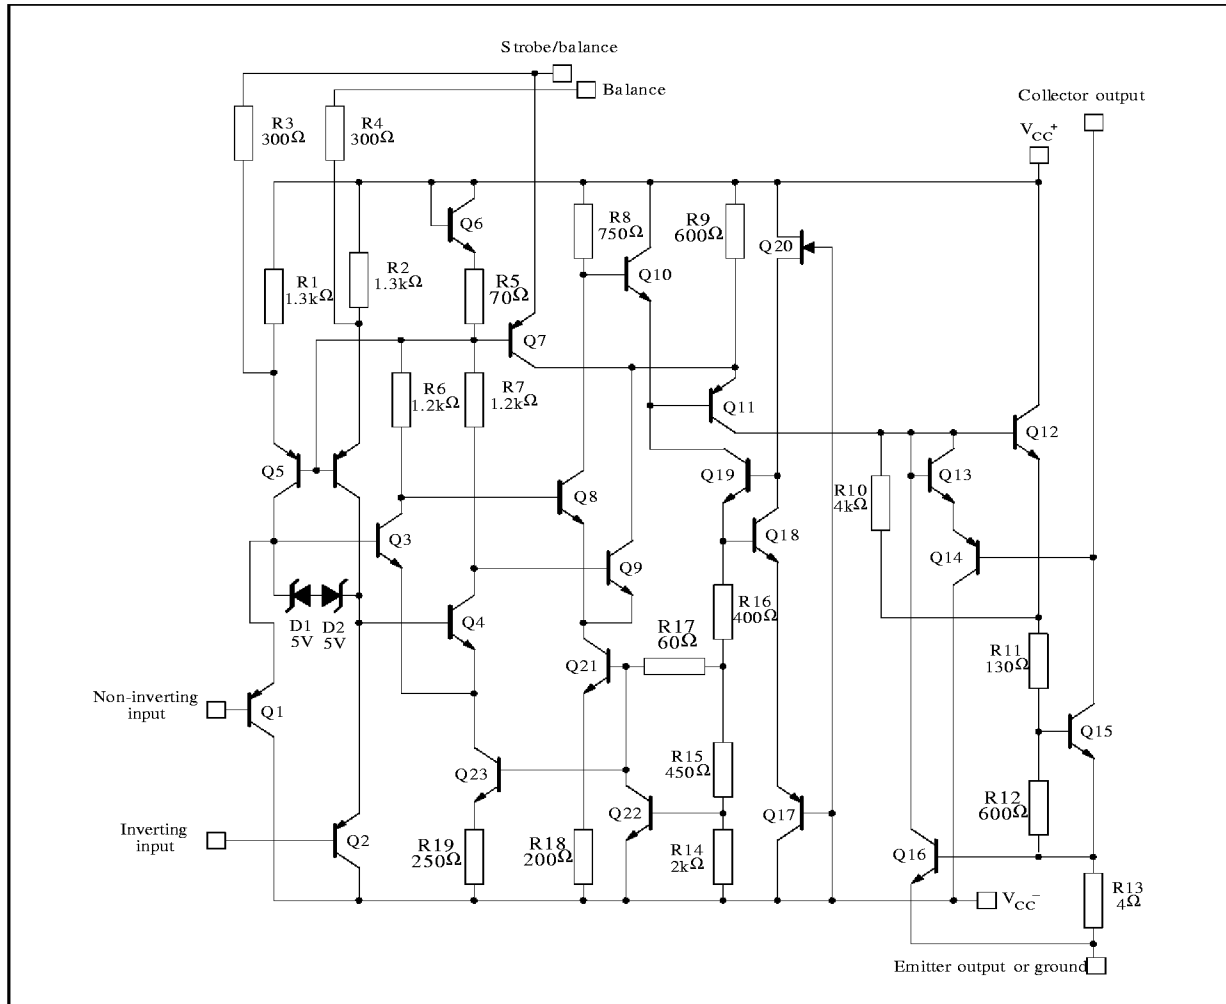 Strobe/balance
Balance
Collector output
VCC+
R3
300Ω
R4
300Ω
Q6
R8
750Ω
R9
600Ω
Q20
Q10
R1
1.3kΩ
R2
1.3kΩ
R5
70Ω
Q7
R6
1.2kΩ
R7
1.2kΩ
Q11
Q12
Q5
Q19
Q13
R10
4kΩ
Q8
Q3
Q18
Q14
Q9
D1
5V
D2
5V
Q4
R16
400Ω
R17
60Ω
R11
130Ω
Q21
Non-inverting
input
Q1
Q15
R15
450Ω
Q23
R12
600Ω
Q22
Q17
Inverting
input
Q2
R19
250Ω
R18
200Ω
R14
2kΩ
Q16
R13
4Ω
VCC−
Emitter output or ground